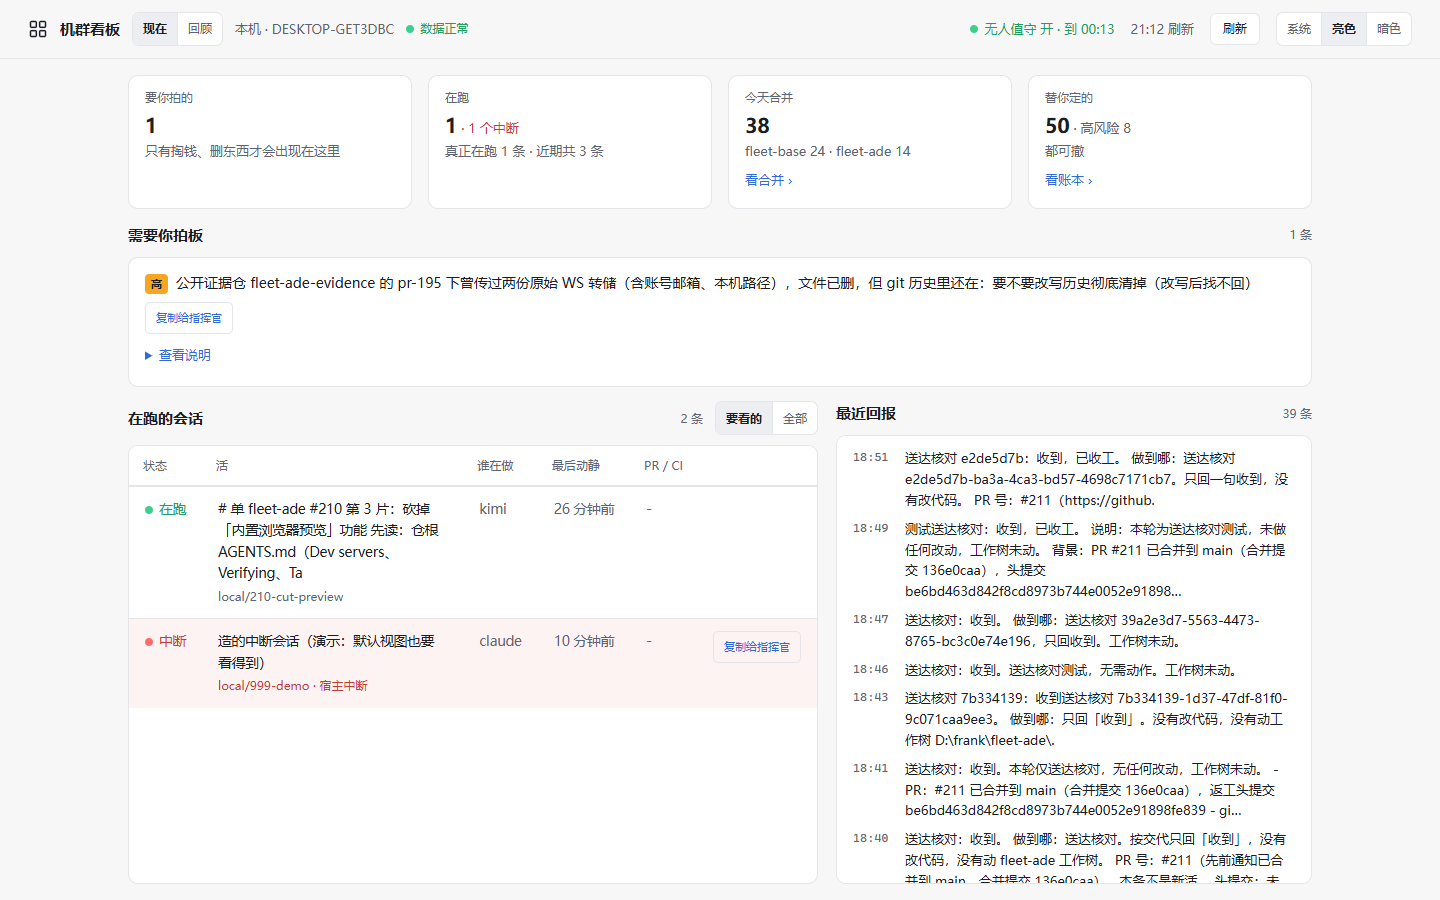 机群看板 现在 回顾 本机 · DESKTOP-GET3DBC 数据正常 无人值守 开 · 到 00:13 21:12 刷新 刷新 系统 亮色 暗色
要你拍的
1
只有掏钱、删东西才会出现在这里
在跑
1 · 1 个中断
真正在跑 1 条 · 近期共 3 条
今天合并
38
fleet-base 24 · fleet-ade 14
看合并 ›
替你定的
50 · 高风险 8
都可撤
看账本 ›
需要你拍板 1 条
高 公开证据仓 fleet-ade-evidence 的 pr-195 下曾传过两份原始 WS 转储（含账号邮箱、本机路径），文件已删，但 git 历史里还在：要不要改写历史彻底清掉（改写后找不回）
复制给指挥官
▶ 查看说明
在跑的会话 2 条 要看的 全部
状态 活 谁在做 最后动静 PR / CI
在跑 # 单 fleet-ade #210 第 3 片：砍掉 kimi 26 分钟前 -
「内置浏览器预览」功能 先读：仓根
AGENTS.md（Dev servers、
Verifying、Ta
local/210-cut-preview
中断 造的中断会话（演示：默认视图也要 claude 10 分钟前 - 复制给指挥官
看得到）
local/999-demo · 宿主中断
最近回报 39 条
18:51 送达核对 e2de5d7b：收到，已收工。 做到哪：送达核对
e2de5d7b-ba3a-4ca3-bd57-4698c7171cb7。只回一句收到，没
有改代码。 PR 号：#211（https://github.
18:49 测试送达核对：收到，已收工。 说明：本轮为送达核对测试，未做
任何改动，工作树未动。 背景：PR #211 已合并到 main（合并提
交 136e0caa），头提交
be6bd463d842f8cd8973b744e0052e91898...
18:47 送达核对：收到。 做到哪：送达核对 39a2e3d7-5563-4473-
8765-bc3c0e74e196，只回收到。工作树未动。
18:46 送达核对：收到。送达核对测试，无需动作。工作树未动。
18:43 送达核对 7b334139：收到送达核对 7b334139-1d37-47df-81f0-
9c071caa9ee3。 做到哪：只回「收到」。没有改代码，没有动工
作树 D:\frank\fleet-ade\.
18:41 送达核对：收到。本轮仅送达核对，无任何改动，工作树未动。 -
PR：#211 已合并到 main（合并提交 136e0caa），返工头提交
be6bd463d842f8cd8973b744e0052e91898fe839 - gi...
18:40 送达核对：收到。 做到哪：送达核对。按交代只回「收到」，没有
改代码，没有动 fleet-ade 工作树。 PR 号：#211（先前通知已合
并到 main，合并提交 136e0caa），本条不是新活。 头提交：未